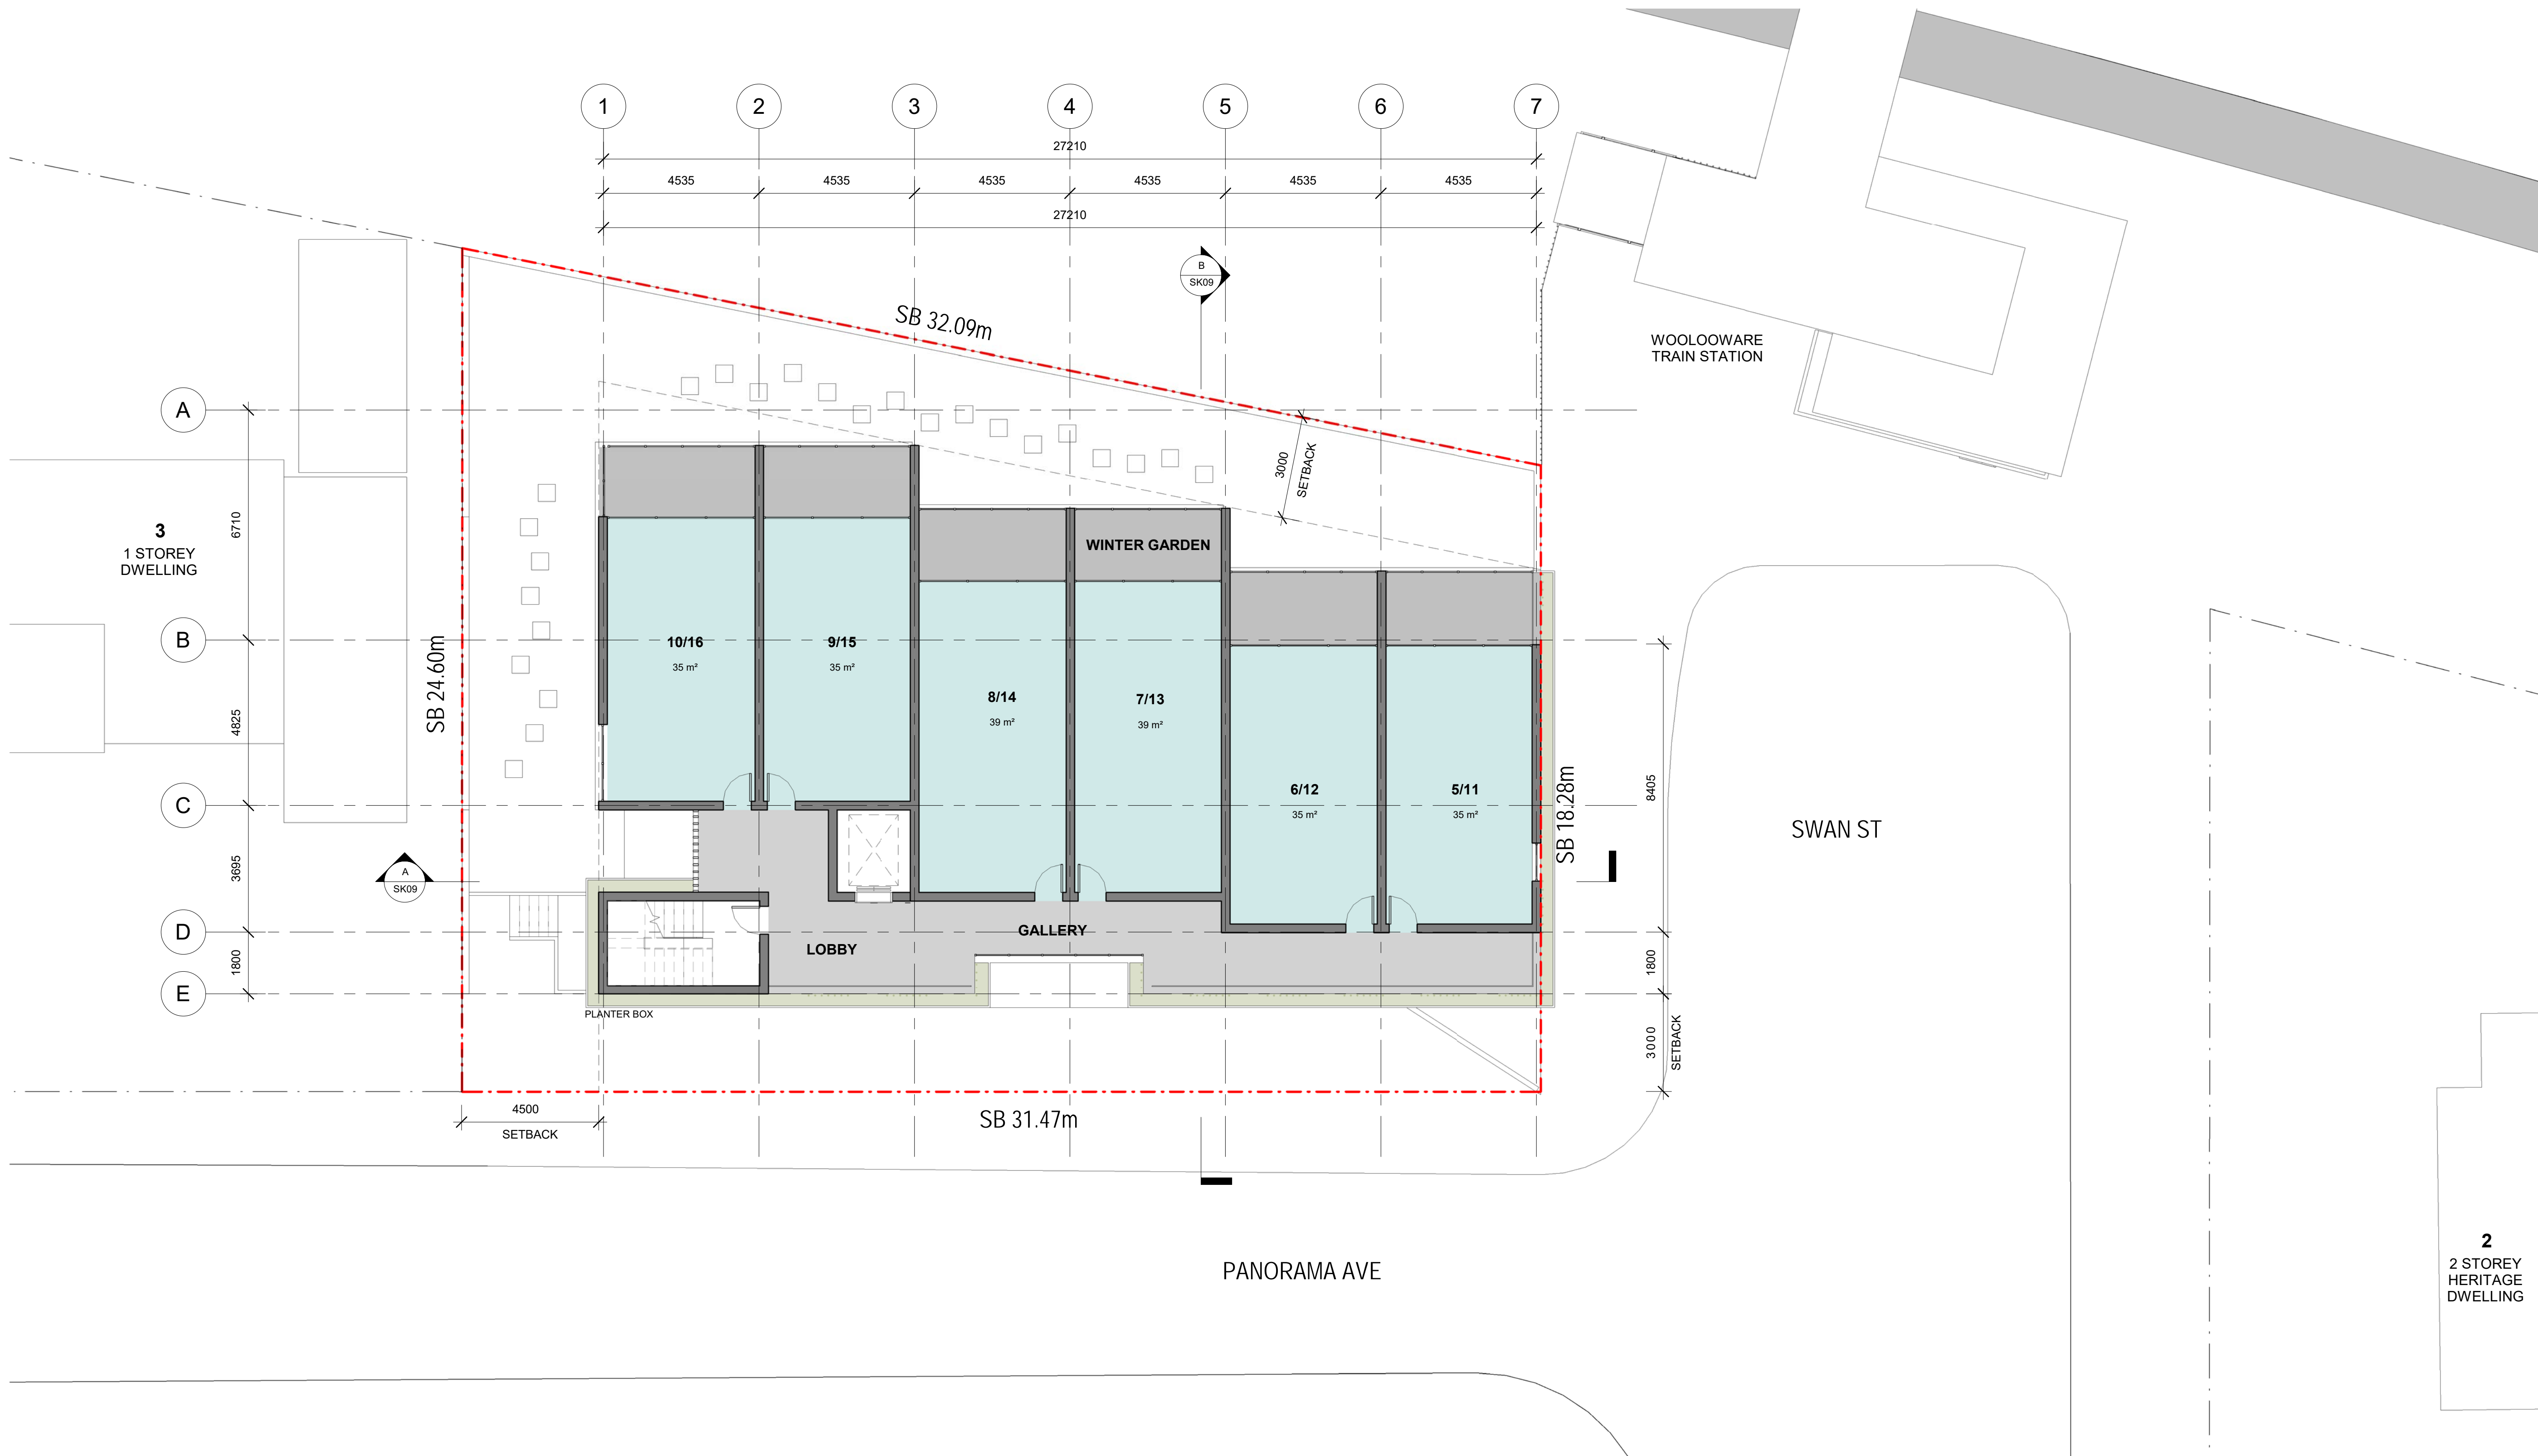 1
2
3
4
5
6
7
27210
4535
4535
4535
4535
4535
4535
27210
B
SK09
SB 32.09m
WOOLOOWARE
TRAIN STATION
A
3000
SETBACK
3
1 STOREY
DWELLING
6710
WINTER GARDEN
B
10/16
35 m²
9/15
35 m²
8/14
39 m²
7/13
39 m²
SB 24.60m
4825
6/12
35 m²
5/11
35 m²
8405
C
SB 18.28m
SWAN ST
3695
A
SK09
D
LOBBY
GALLERY
1800
1800
E
PLANTER BOX
3000
SETBACK
4500
SETBACK
SB 31.47m
PANORAMA AVE
2
2 STOREY
HERITAGE
DWELLING